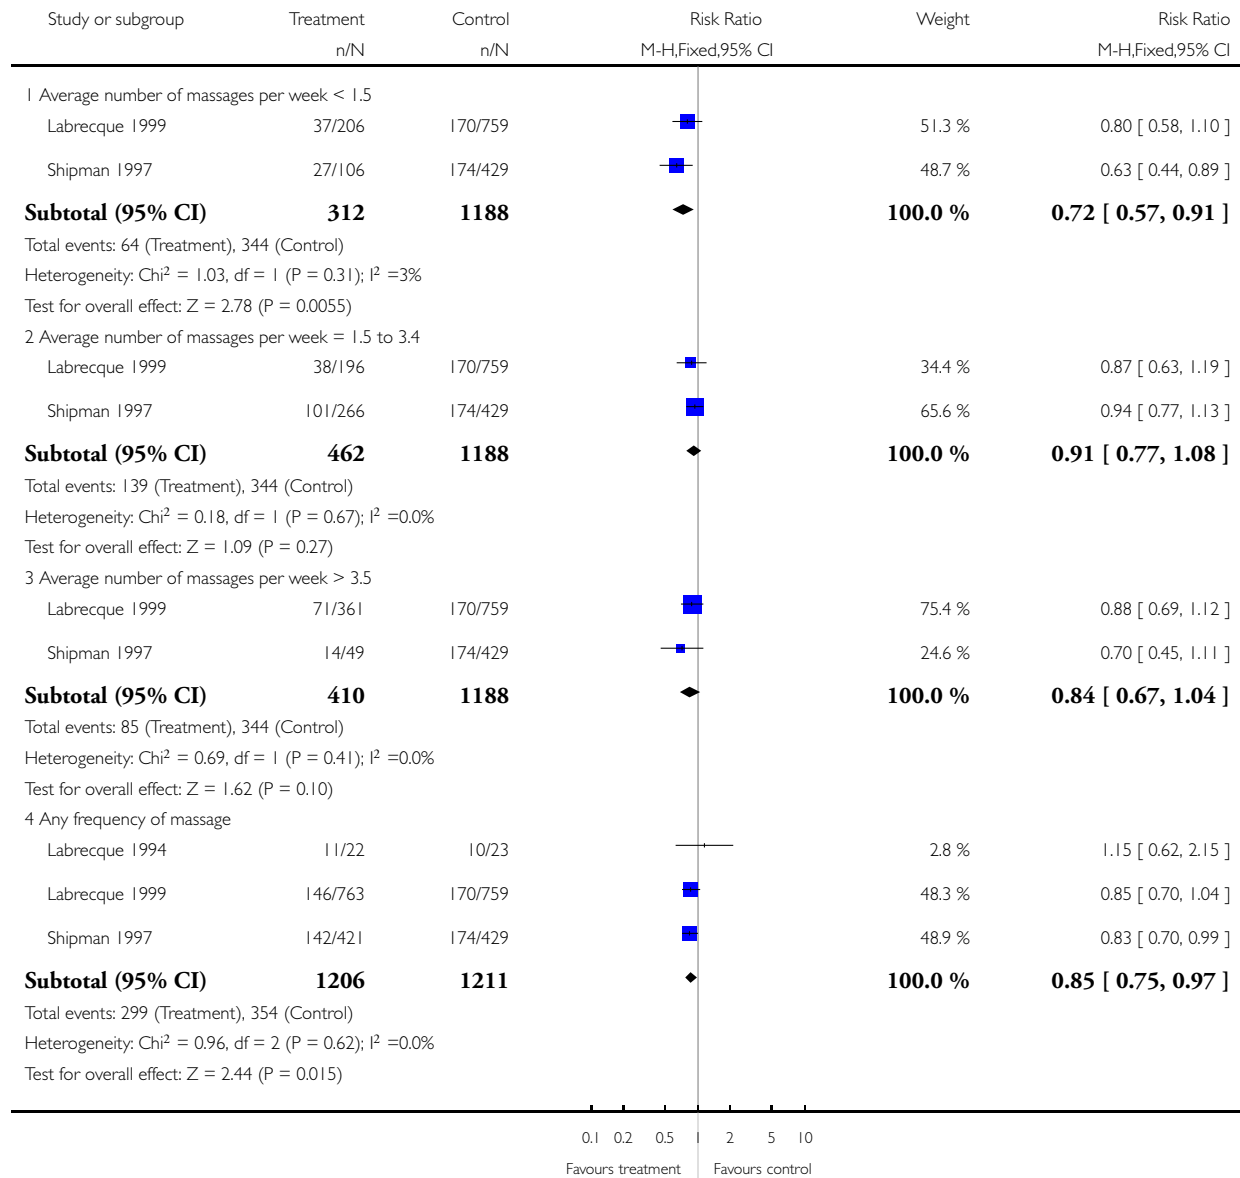 Study or subgroup Treatment Control Risk Ratio Weight Risk Ratio
n/N n/N M-H,Fixed,95% CI M-H,Fixed,95% CI
1 Average number of massages per week < 1.5
Labrecque 1999 37/206 170/759 51.3 % 0.80 [ 0.58, 1.10 ]
Shipman 1997 27/106 174/429 48.7 % 0.63 [ 0.44, 0.89 ]
Subtotal (95% CI) 312 1188 100.0 % 0.72 [ 0.57, 0.91 ]
Total events: 64 (Treatment), 344 (Control)
Heterogeneity: Chi² = 1.03, df = 1 (P = 0.31); I² =3%
Test for overall effect: Z = 2.78 (P = 0.0055)
2 Average number of massages per week = 1.5 to 3.4
Labrecque 1999 38/196 170/759 34.4 % 0.87 [ 0.63, 1.19 ]
Shipman 1997 101/266 174/429 65.6 % 0.94 [ 0.77, 1.13 ]
Subtotal (95% CI) 462 1188 100.0 % 0.91 [ 0.77, 1.08 ]
Total events: 139 (Treatment), 344 (Control)
Heterogeneity: Chi² = 0.18, df = 1 (P = 0.67); I² =0.0%
Test for overall effect: Z = 1.09 (P = 0.27)
3 Average number of massages per week > 3.5
Labrecque 1999 71/361 170/759 75.4 % 0.88 [ 0.69, 1.12 ]
Shipman 1997 14/49 174/429 24.6 % 0.70 [ 0.45, 1.11 ]
Subtotal (95% CI) 410 1188 100.0 % 0.84 [ 0.67, 1.04 ]
Total events: 85 (Treatment), 344 (Control)
Heterogeneity: Chi² = 0.69, df = 1 (P = 0.41); I² =0.0%
Test for overall effect: Z = 1.62 (P = 0.10)
4 Any frequency of massage
Labrecque 1994 11/22 10/23 2.8 % 1.15 [ 0.62, 2.15 ]
Labrecque 1999 146/763 170/759 48.3 % 0.85 [ 0.70, 1.04 ]
Shipman 1997 142/421 174/429 48.9 % 0.83 [ 0.70, 0.99 ]
Subtotal (95% CI) 1206 1211 100.0 % 0.85 [ 0.75, 0.97 ]
Total events: 299 (Treatment), 354 (Control)
Heterogeneity: Chi² = 0.96, df = 2 (P = 0.62); I² =0.0%
Test for overall effect: Z = 2.44 (P = 0.015)
0.1 0.2 0.5 1 2 5 10
Favours treatment Favours control